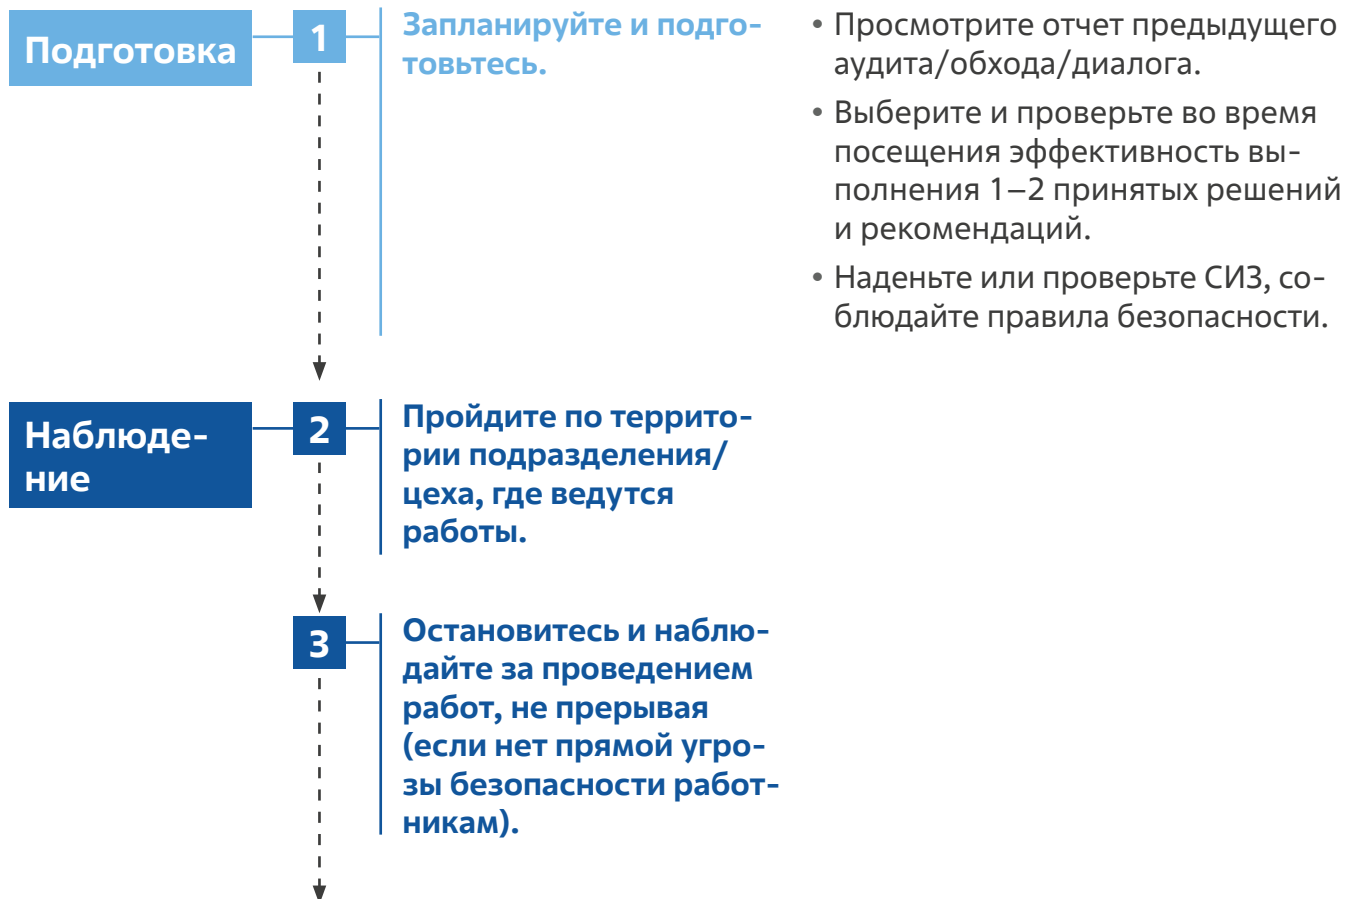 Подготовка
1
Запланируйте и подго-
товьтесь.
• Просмотрите отчет предыдущего
аудита/обхода/диалога.
• Выберите и проверьте во время
посещения эффективность вы-
полнения 1–2 принятых решений
и рекомендаций.
• Наденьте или проверьте СИЗ, со-
блюдайте правила безопасности.
Наблюде-
ние
2
Пройдите по террито-
рии подразделения/
цеха, где ведутся
работы.
3
Остановитесь и наблю-
дайте за проведением
работ, не прерывая
(если нет прямой угро-
зы безопасности работ-
никам).